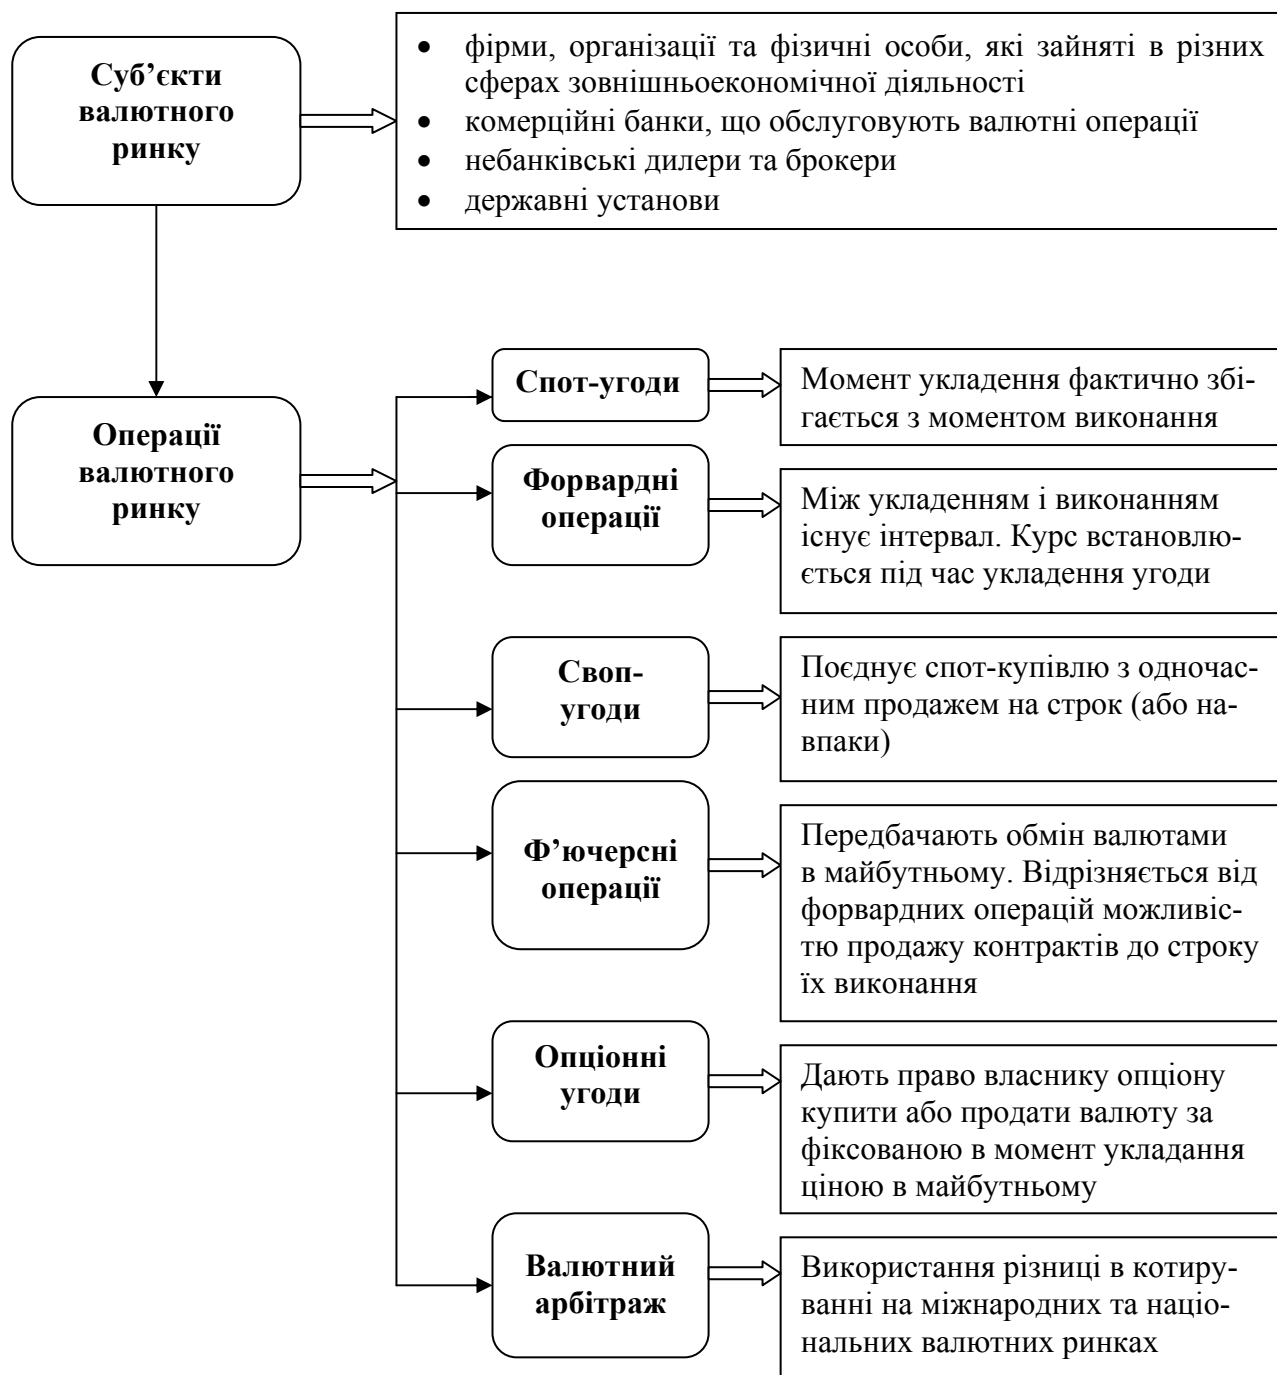 Суб’єкти
валютного
ринку
• фірми, організації та фізичні особи, які зайняті в різних
сферах зовнішньоекономічної діяльності
• комерційні банки, що обслуговують валютні операції
• небанківські дилери та брокери
• державні установи
Операції
валютного
ринку
Спот-угоди
Момент укладення фактично збі-
гається з моментом виконання
Форвардні
операції
Між укладенням і виконанням
існує інтервал. Курс встановлю-
ється під час укладення угоди
Своп-
угоди
Поєднує спот-купівлю з одночас-
ним продажем на строк (або на-
впаки)
Ф’ючерсні
операції
Передбачають обмін валютами
в майбутньому. Відрізняється від
форвардних операцій можливіс-
тю продажу контрактів до строку
їх виконання
Опціонні
угоди
Дають право власнику опціону
купити або продати валюту за
фіксованою в момент укладання
ціною в майбутньому
Валютний
арбітраж
Використання різниці в котиру-
ванні на міжнародних та націо-
нальних валютних ринках